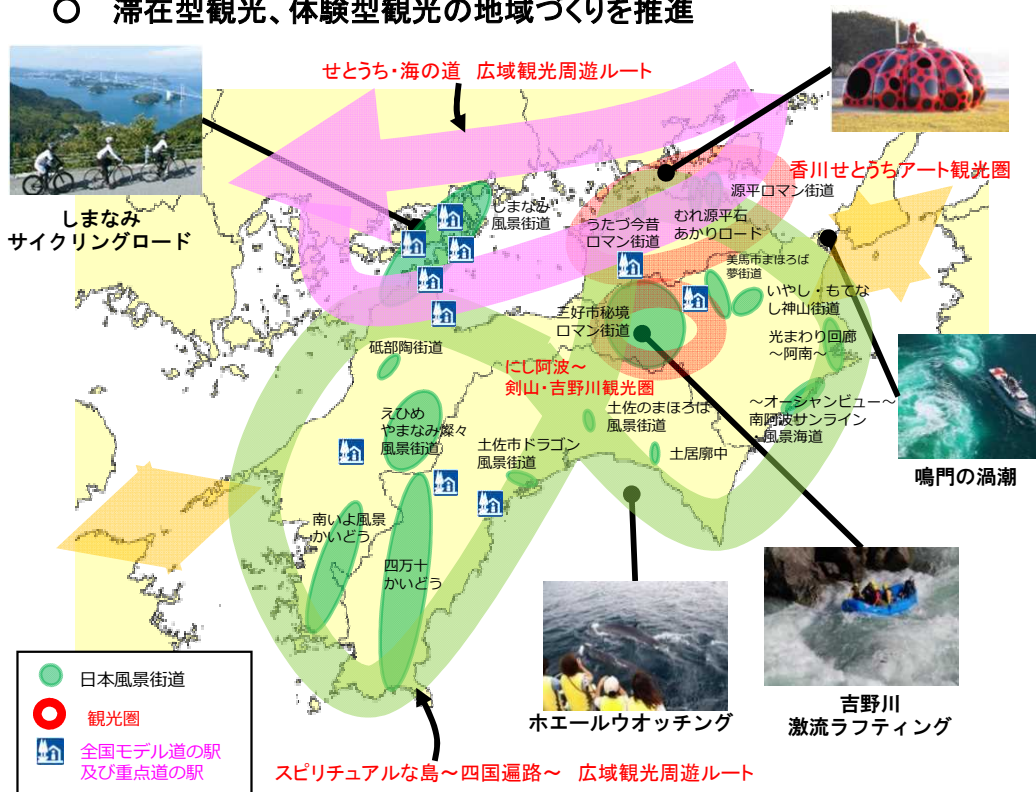 ○ 滞在型観光、体験型観光の地域づくりを推進
せとうち・海の道 広域観光周遊ルート
香川せとうちアート観光圏
しまなみ
サイクリングロード
しまなみ
風景街道
源平ロマン街道
うたづ今昔
ロマン街道
むれ源平石
あかりロード
美馬市まほろば
夢街道
いやし・もてな
し神山街道
三好市秘境
ロマン街道
光まわり回廊
～阿南～
砥部陶街道
にし阿波～
剣山・吉野川観光圏
～オーシャンビュー～
南阿波サンライン
風景海道
えひめ
やまなみ燦々
風景街道
土佐のまほろば
風景街道
土佐市ドラゴン
風景街道
土居廓中
鳴門の渦潮
南いよ風景
かいどう
四万十
かいどう
日本風景街道
観光圏
全国モデル道の駅
及び重点道の駅
ホエールウオッチング
吉野川
激流ラフティング
スピリチュアルな島～四国遍路～ 広域観光周遊ルート